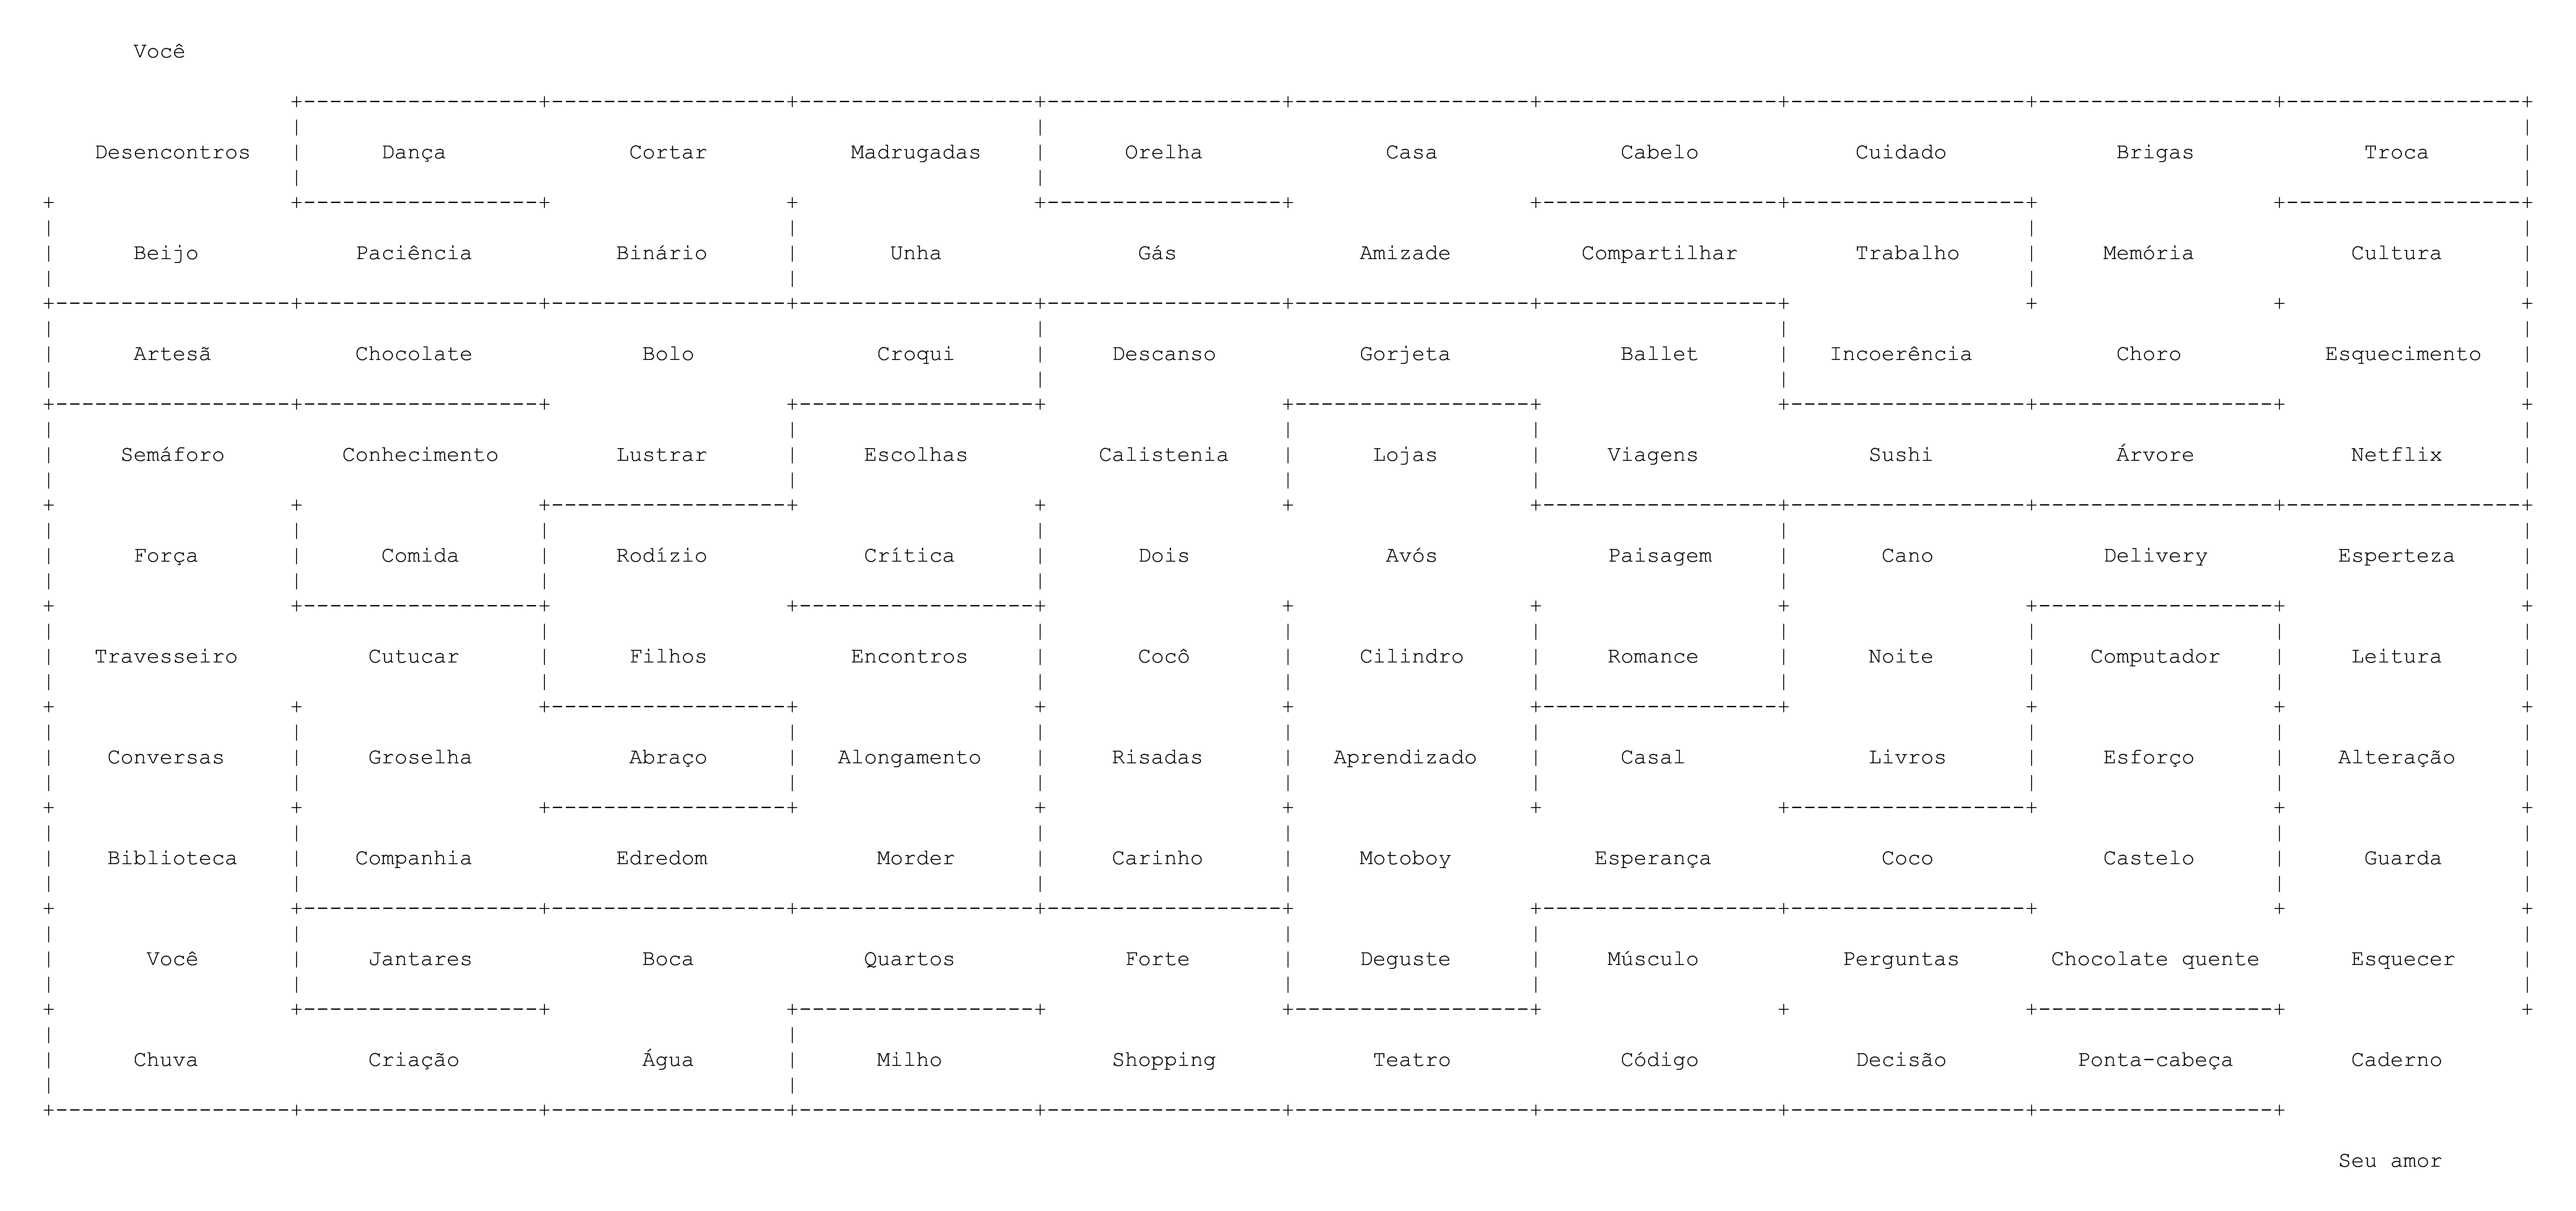 Você
Desencontros Dança Cortar Madrugadas Orelha Casa Cabelo Cuidado Brigas Troca
Beijo Paciência Binário Unha Gás Amizade Compartilhar Trabalho Memória Cultura
Artesã Chocolate Bolo Croqui Descanso Gorjeta Ballet Incoerência Choro Esquecimento
Semáforo Conhecimento Lustrar Escolhas Calistenia Lojas Viagens Sushi Árvore Netflix
Força Comida Rodízio Crítica Dois Avós Paisagem Cano Delivery Esperteza
Travesseiro Cutucar Filhos Encontros Cocô Cilindro Romance Noite Computador Leitura
Conversas Groselha Abraço Alongamento Risadas Aprendizado Casal Livros Esforço Alteração
Biblioteca Companhia Edredom Morder Carinho Motoboy Esperança Coco Castelo Guarda
Você Jantares Boca Quartos Forte Deguste Músculo Perguntas Chocolate quente Esquecer
Chuva Criação Água Milho Shopping Teatro Código Decisão Ponta-cabeça Caderno
Seu amor